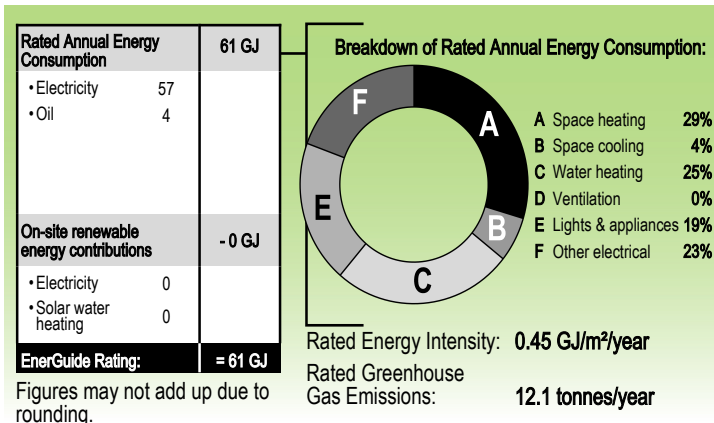 Rated Annual Energy
Consumption
61 GJ
• Electricity 57
• Oil 4
On-site renewable
energy contributions
- 0 GJ
• Electricity 0
• Solar water
heating
0
EnerGuide Rating: = 61 GJ
Figures may not add up due to
rounding.
Breakdown of Rated Annual Energy Consumption:
A
B
C
E
F
A Space heating 29%
B Space cooling 4%
C Water heating 25%
D Ventilation 0%
E Lights & appliances 19%
F Other electrical 23%
Rated Energy Intensity: 0.45 GJ/m²/year
Rated Greenhouse
Gas Emissions: 12.1 tonnes/year